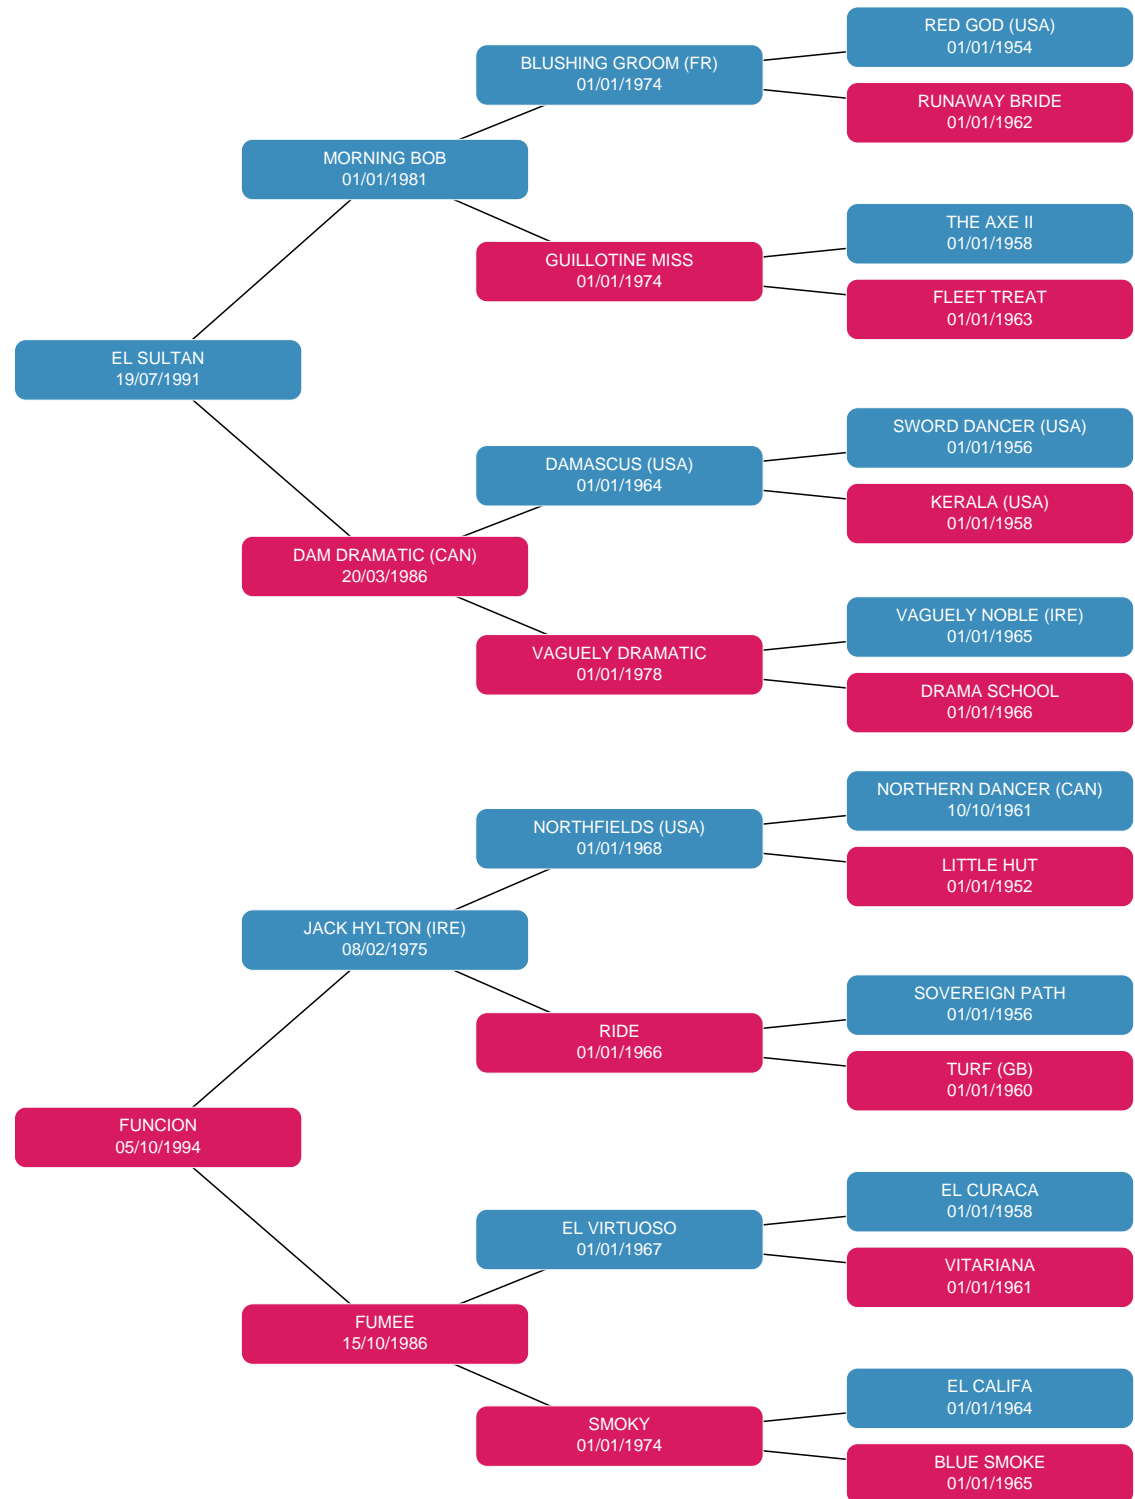 RED GOD (USA)
01/01/1954
BLUSHING GROOM (FR)
01/01/1974
RUNAWAY BRIDE
01/01/1962
MORNING BOB
01/01/1981
THE AXE II
01/01/1958
GUILLOTINE MISS
01/01/1974
FLEET TREAT
01/01/1963
EL SULTAN
19/07/1991
SWORD DANCER (USA)
01/01/1956
DAMASCUS (USA)
01/01/1964
KERALA (USA)
01/01/1958
DAM DRAMATIC (CAN)
20/03/1986
VAGUELY NOBLE (IRE)
01/01/1965
VAGUELY DRAMATIC
01/01/1978
DRAMA SCHOOL
01/01/1966
NORTHERN DANCER (CAN)
10/10/1961
NORTHFIELDS (USA)
01/01/1968
LITTLE HUT
01/01/1952
JACK HYLTON (IRE)
08/02/1975
SOVEREIGN PATH
01/01/1956
RIDE
01/01/1966
TURF (GB)
01/01/1960
FUNCION
05/10/1994
EL CURACA
01/01/1958
EL VIRTUOSO
01/01/1967
VITARIANA
01/01/1961
FUMEE
15/10/1986
EL CALIFA
01/01/1964
SMOKY
01/01/1974
BLUE SMOKE
01/01/1965